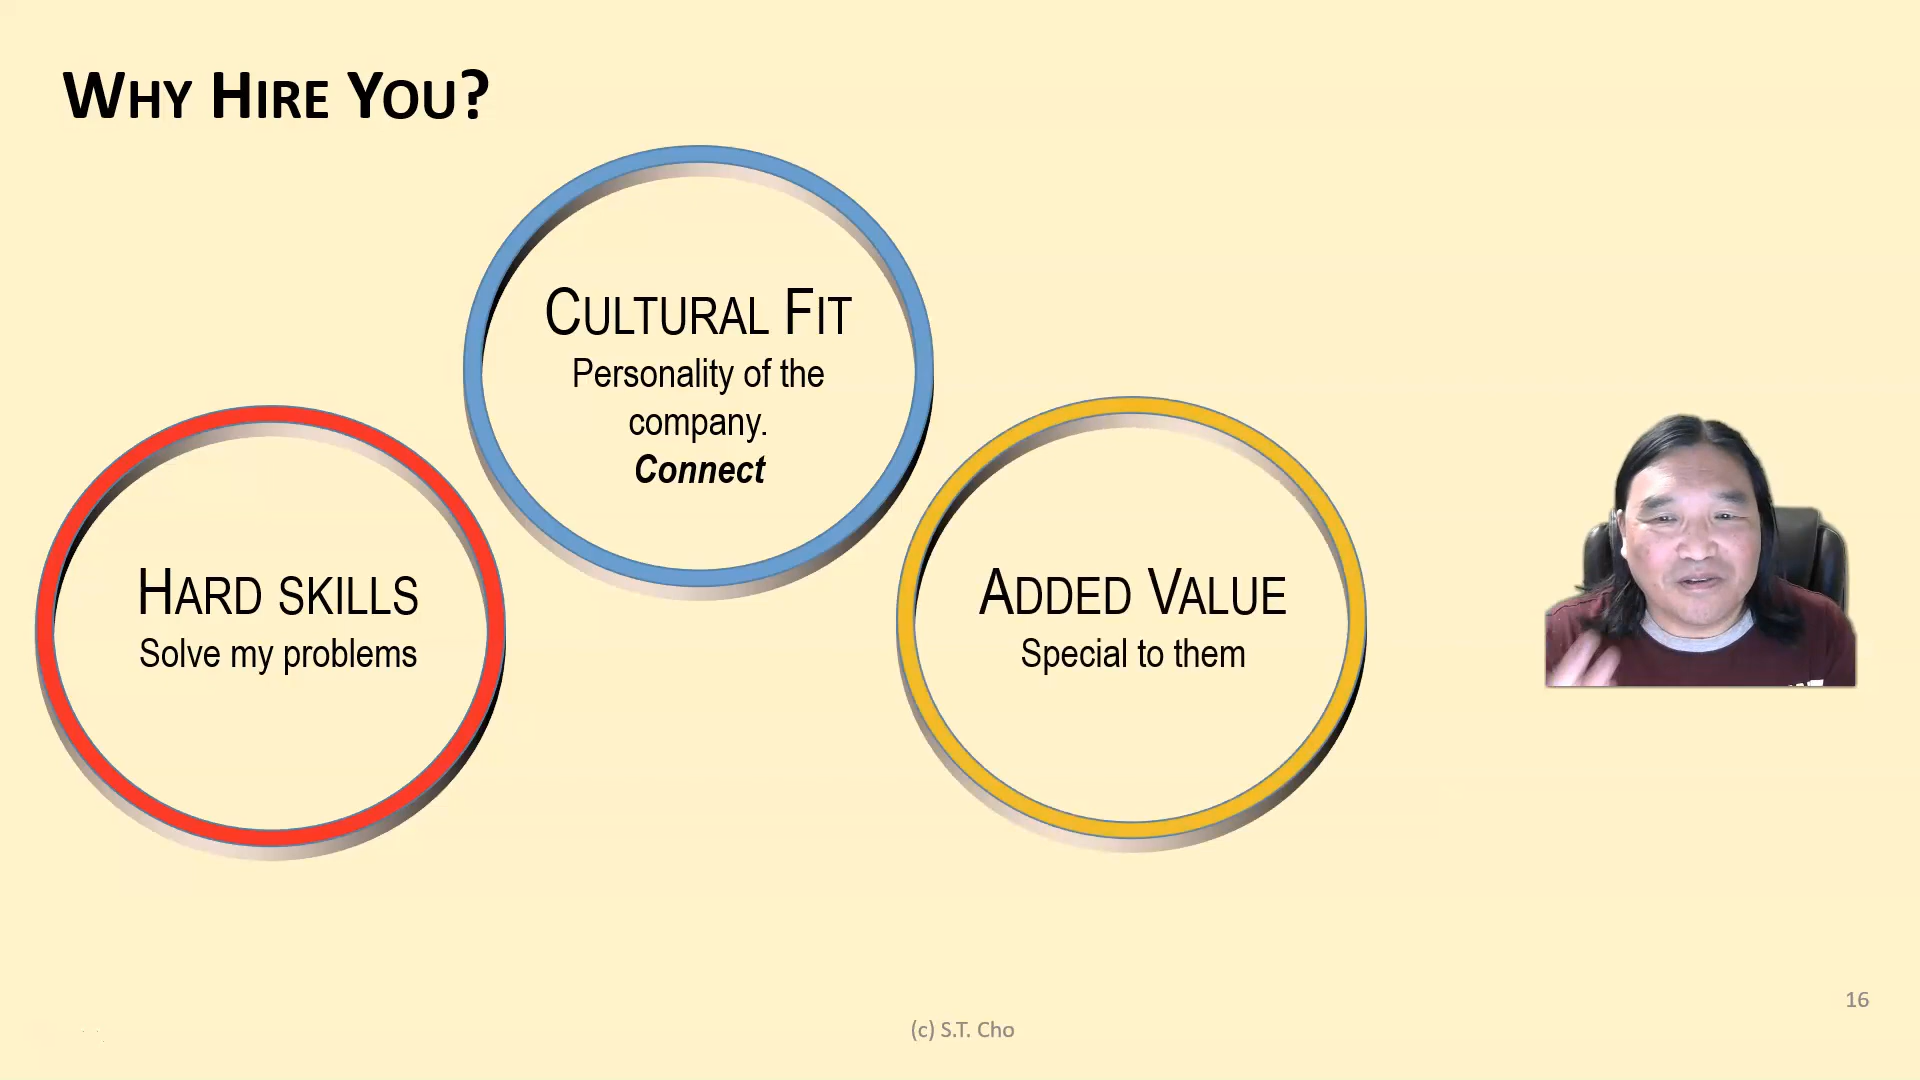 WHY HIRE YOU?
CULTURAL FIT
Personality of the
company.
Connect
HARD SKILLS
Solve my problems
ADDED VALUE
Special to them
16
(c) S.T. Cho